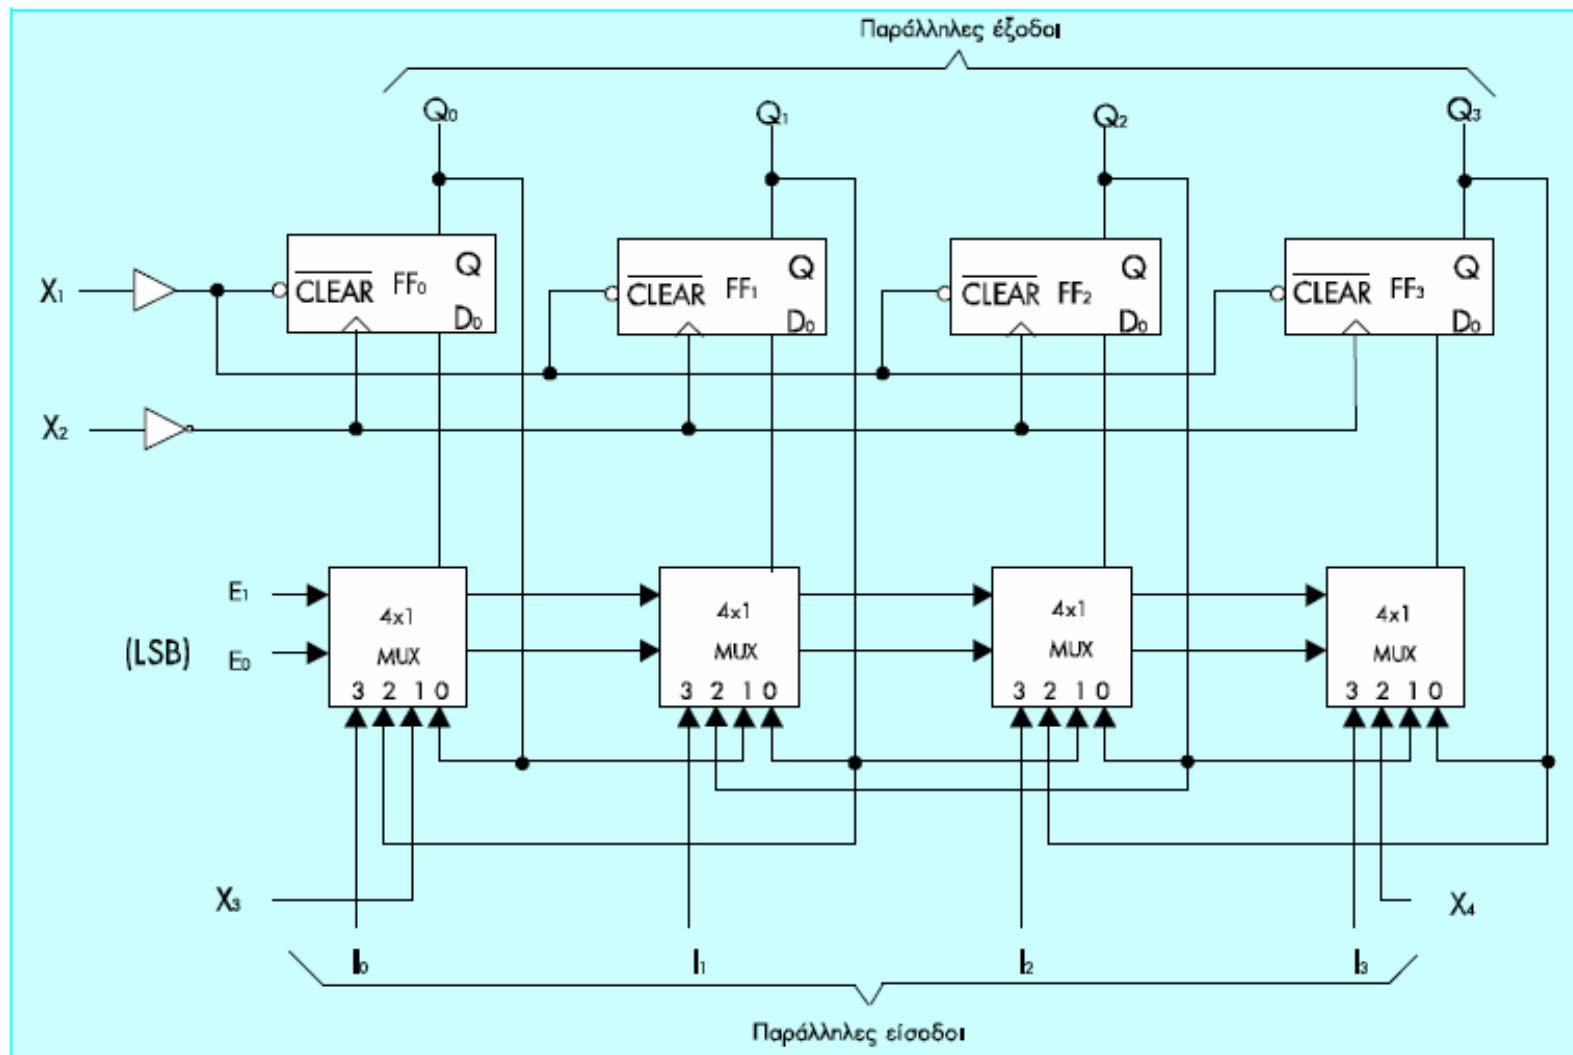 Παράλληλες έξοδοι
Q0 Q1 Q2 Q3
X1
CLEAR FF0 Q D0
CLEAR FF1 Q D0
CLEAR FF2 Q D0
CLEAR FF3 Q D0
X2
E1
(LSB) E0
4x1 MUX 3 2 1 0
4x1 MUX 3 2 1 0
4x1 MUX 3 2 1 0
4x1 MUX 3 2 1 0
X3 X4
I0 I1 I2 I3
Παράλληλες είσοδοι